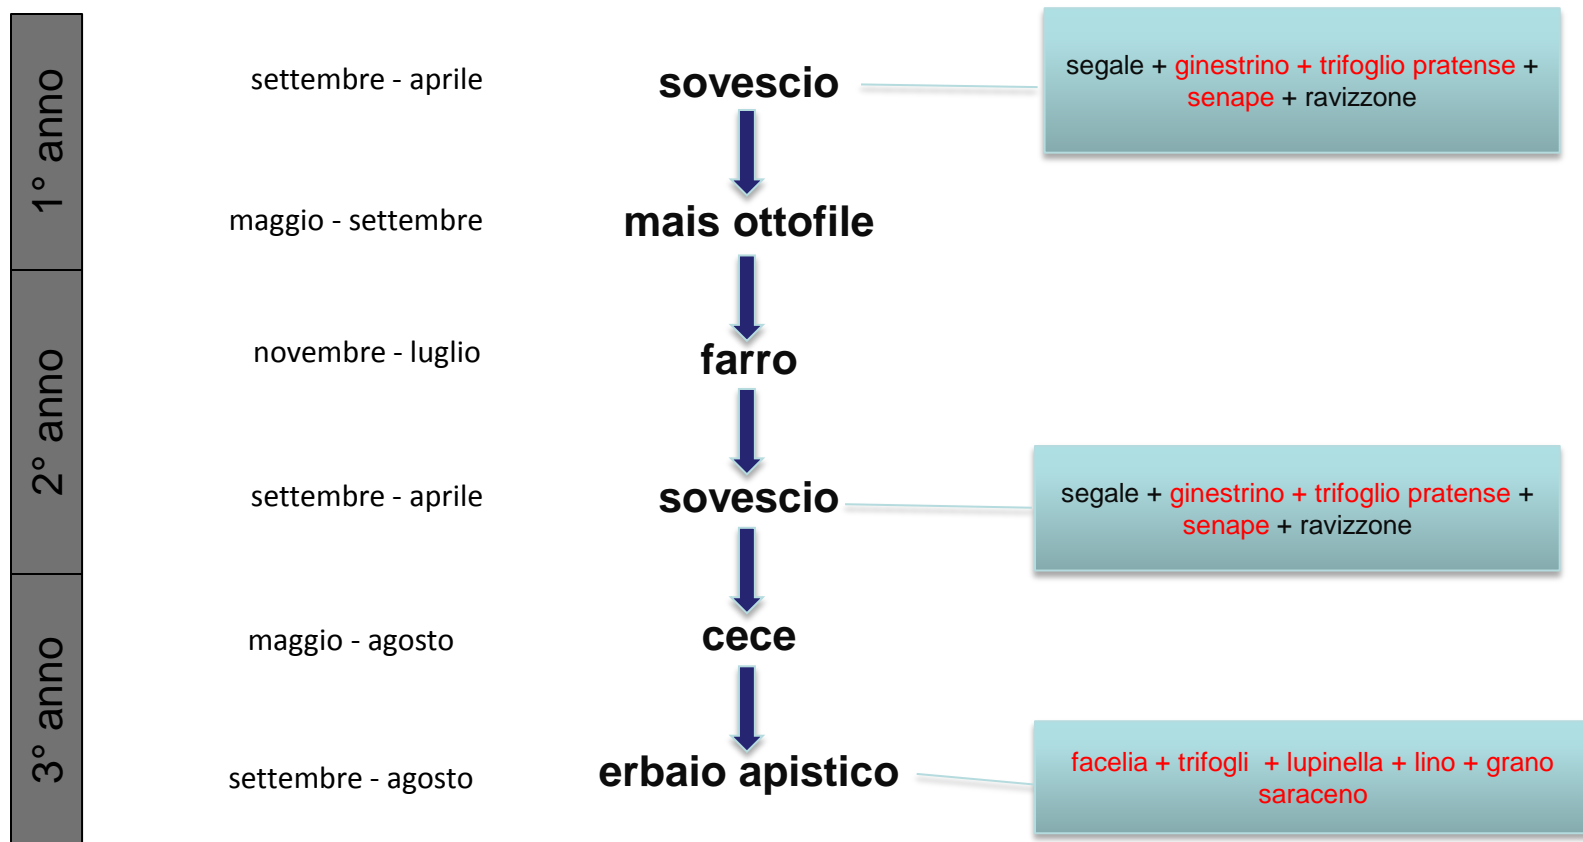 1° anno
settembre - aprile
sovescio
segale + ginestrino + trifoglio pratense +
senape + ravizzone
maggio - settembre
mais ottofile
2° anno
novembre - luglio
farro
settembre - aprile
sovescio
segale + ginestrino + trifoglio pratense +
senape + ravizzone
3° anno
maggio - agosto
cece
settembre - agosto
erbaio apistico
facelia + trifogli + lupinella + lino + grano
saraceno